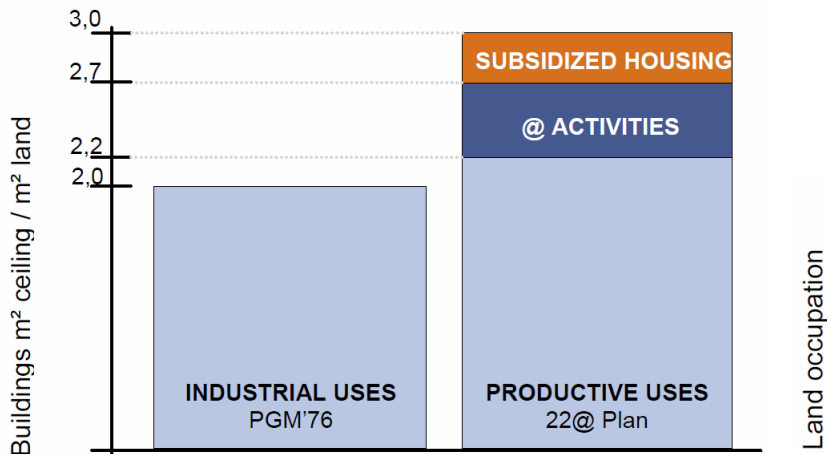 Buildings m² ceiling / m² land
3,0
2,7
2,2
2,0
SUBSIDIZED HOUSING
@ ACTIVITIES
INDUSTRIAL USES
PGM'76
PRODUCTIVE USES
22@ Plan
Land occupation